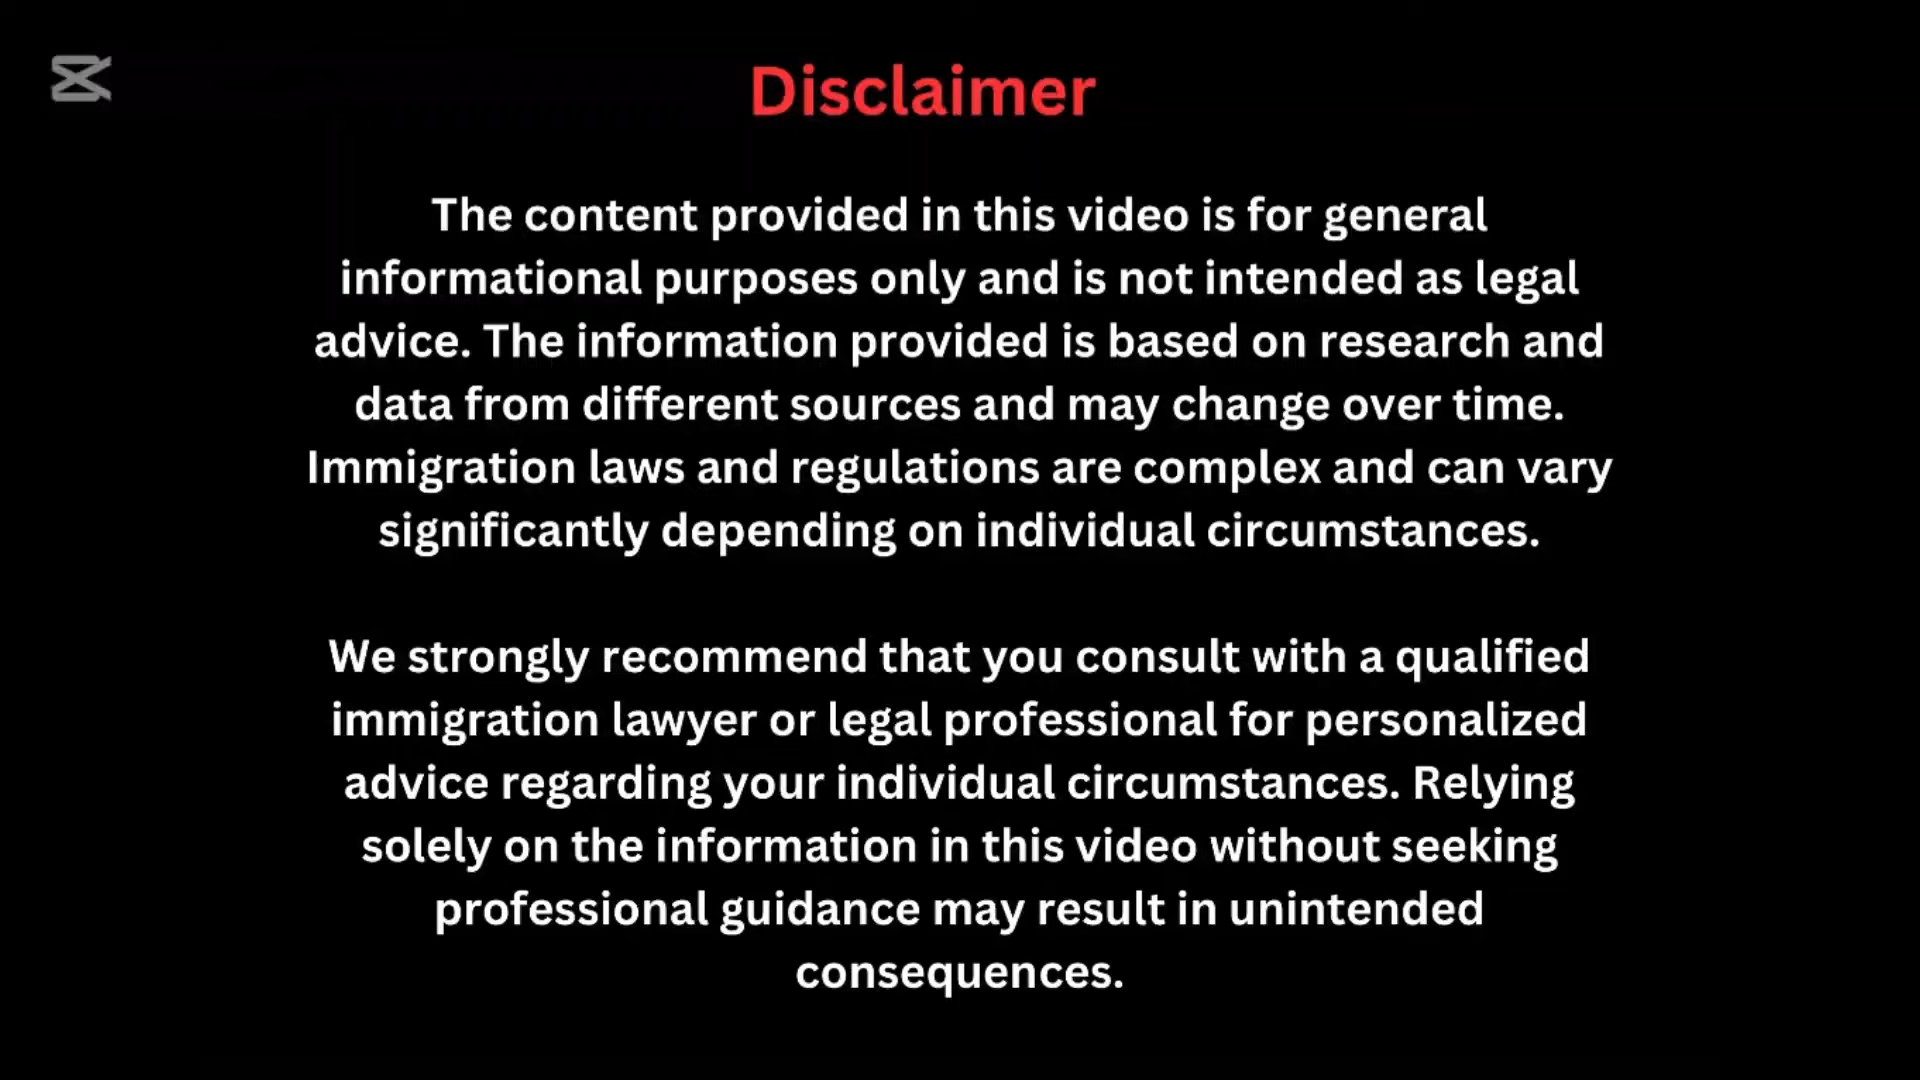 Disclaimer
The content provided in this video is for general
informational purposes only and is not intended as legal
advice. The information provided is based on research and
data from different sources and may change over time.
Immigration laws and regulations are complex and can vary
significantly depending on individual circumstances.
We strongly recommend that you consult with a qualified
immigration lawyer or legal professional for personalized
advice regarding your individual circumstances. Relying
solely on the information in this video without seeking
professional guidance may result in unintended
consequences.